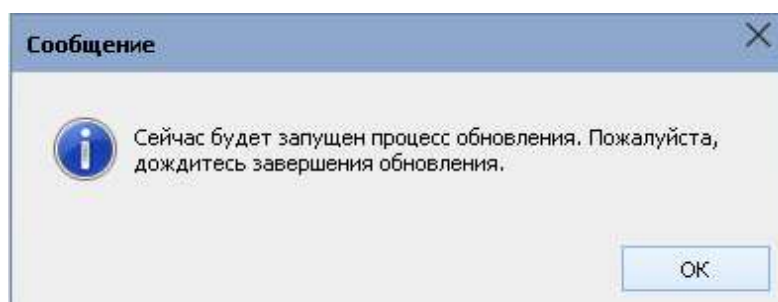 Сообщение
Сейчас будет запущен процесс обновления. Пожалуйста,
дождитесь завершения обновления.
OK